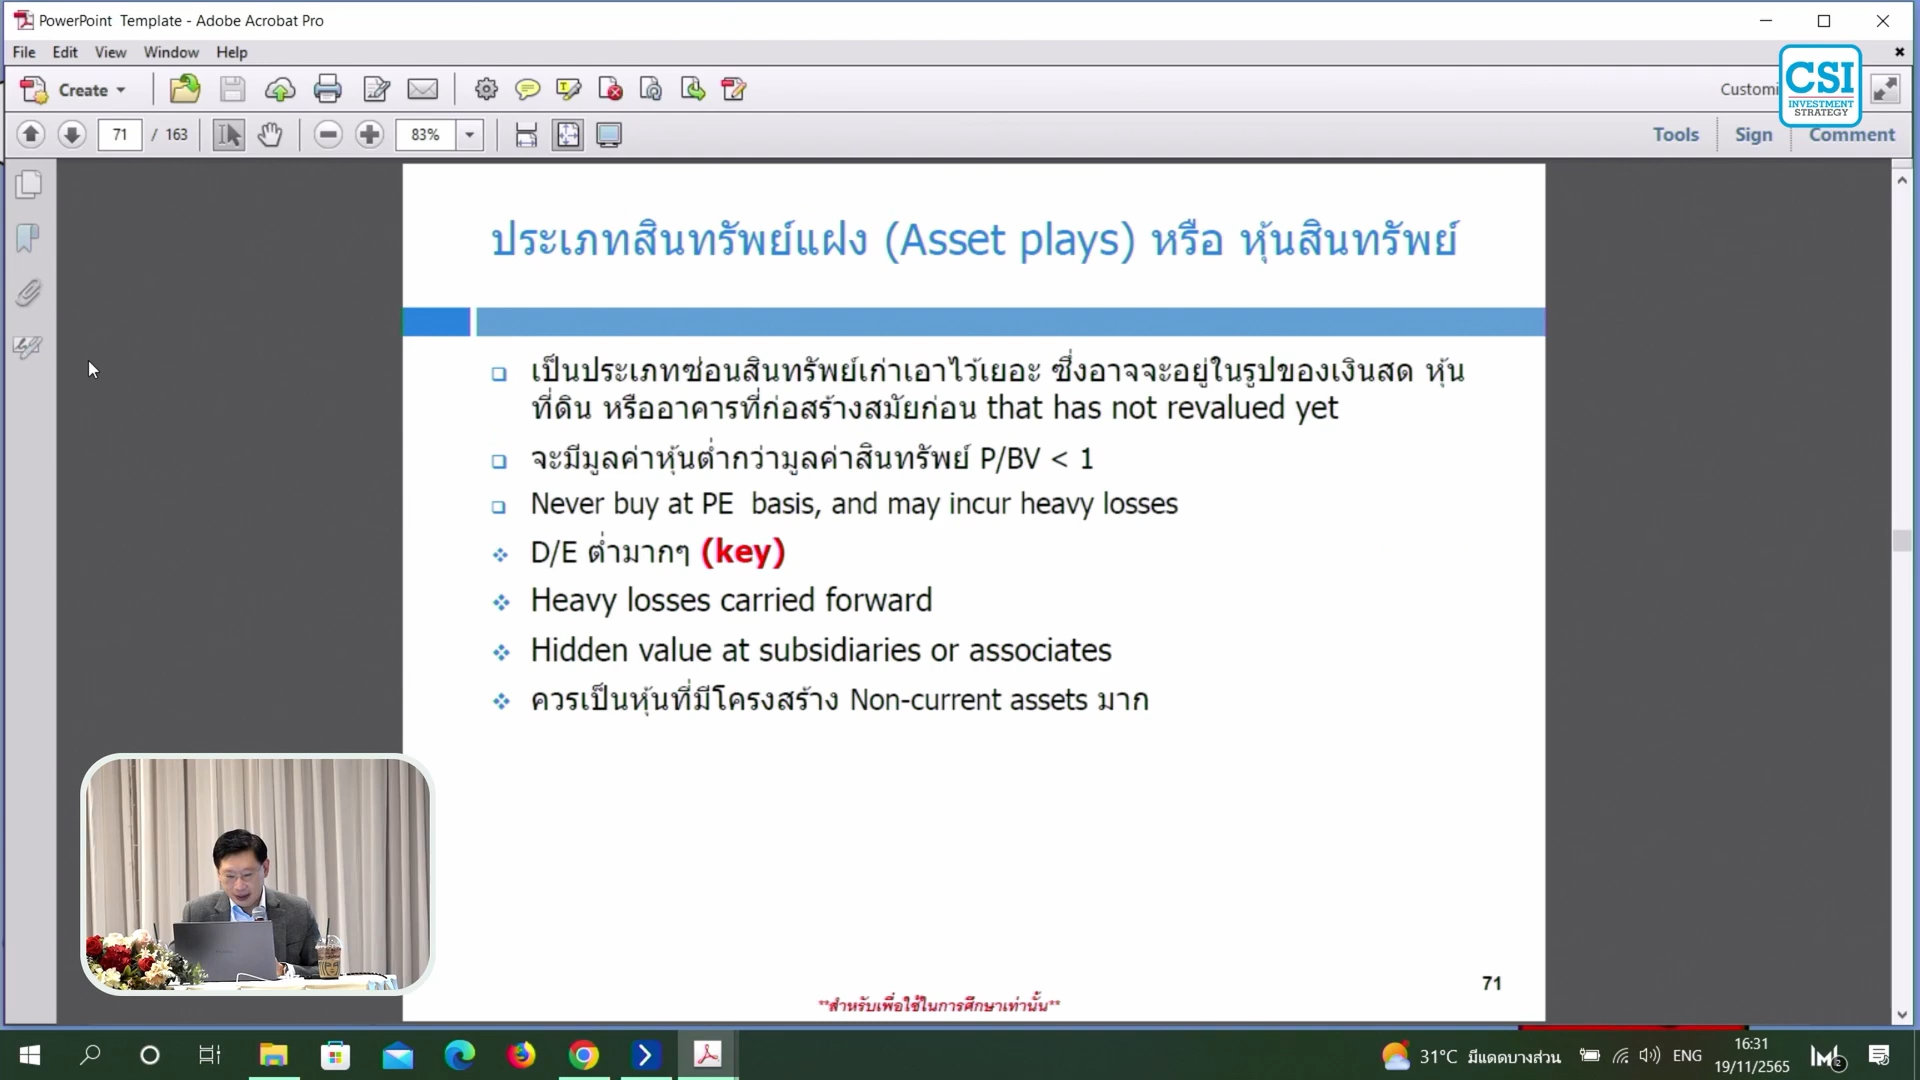 PowerPoint  Template - Adobe Acrobat Pro
File Edit View Window Help
Create
Customi
CSI
INVESTMENT
STRATEGY
71 / 163
83%
Tools Sign Comment
ประเภทสินทรัพย์แฝง (Asset plays) หรือ หุ้นสินทรัพย์
เป็นประเภทซ่อนสินทรัพย์เก่าเอาไว้เยอะ ซึ่งอาจจะอยู่ในรูปของเงินสด หุ้น
ที่ดิน หรืออาคารที่ก่อสร้างสมัยก่อน that has not revalued yet
จะมีมูลค่าหุ้นต่ำกว่ามูลค่าสินทรัพย์ P/BV < 1
Never buy at PE  basis, and may incur heavy losses
D/E ต่ำมากๆ (key)
Heavy losses carried forward
Hidden value at subsidiaries or associates
ควรเป็นหุ้นที่มีโครงสร้าง Non-current assets มาก
71
**สำหรับเพื่อใช้ในการศึกษาเท่านั้น**
31°C มีแดดบางส่วน ENG
16:31
19/11/2565
2